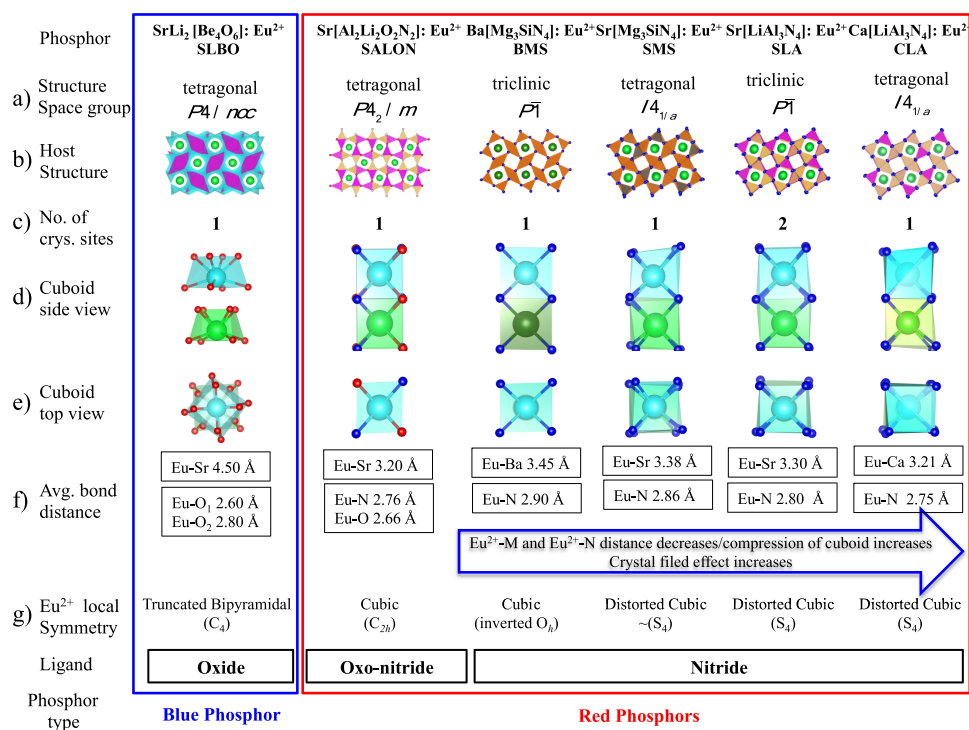 Phosphor
SrLi₂ [Be₄O₆]: Eu²⁺ Sr[Al₂Li₂O₂N₂]: Eu²⁺ Ba[Mg₃SiN₄]: Eu²⁺ Sr[Mg₃SiN₄]: Eu²⁺ Sr[LiAl₃N₄]: Eu²⁺ Ca[LiAl₃N₄]: Eu²⁺
SLBO SALON BMS SMS SLA CLA
a) Structure tetragonal tetragonal triclinic tetragonal triclinic tetragonal
Space group P4/ ncc P4₂ / m P1̅ I4₁/ₐ P1̅ I4₁/ₐ
b) Host
Structure
c) No. of
crys. sites
1 1 1 1 2 1
d) Cuboid
side view
e) Cuboid
top view
f) Avg. bond
distance
Eu-Sr 4.50 Å Eu-Sr 3.20 Å Eu-Ba 3.45 Å Eu-Sr 3.38 Å Eu-Sr 3.30 Å Eu-Ca 3.21 Å
Eu-O₁ 2.60 Å Eu-N 2.76 Å Eu-N 2.90 Å Eu-N 2.86 Å Eu-N 2.80 Å Eu-N 2.75 Å
Eu-O₂ 2.80 Å Eu-O 2.66 Å
Eu²⁺-M and Eu²⁺-N distance decreases/compression of cuboid increases
Crystal filed effect increases
g) Eu²⁺ local
Symmetry
Truncated Bipyramidal Cubic Cubic Distorted Cubic Distorted Cubic Distorted Cubic
(C₄) (C₂ₕ) (inverted Oₕ) ~(S₄) (S₄) (S₄)
Ligand Oxide Oxo-nitride Nitride
Phosphor
type
Blue Phosphor Red Phosphors